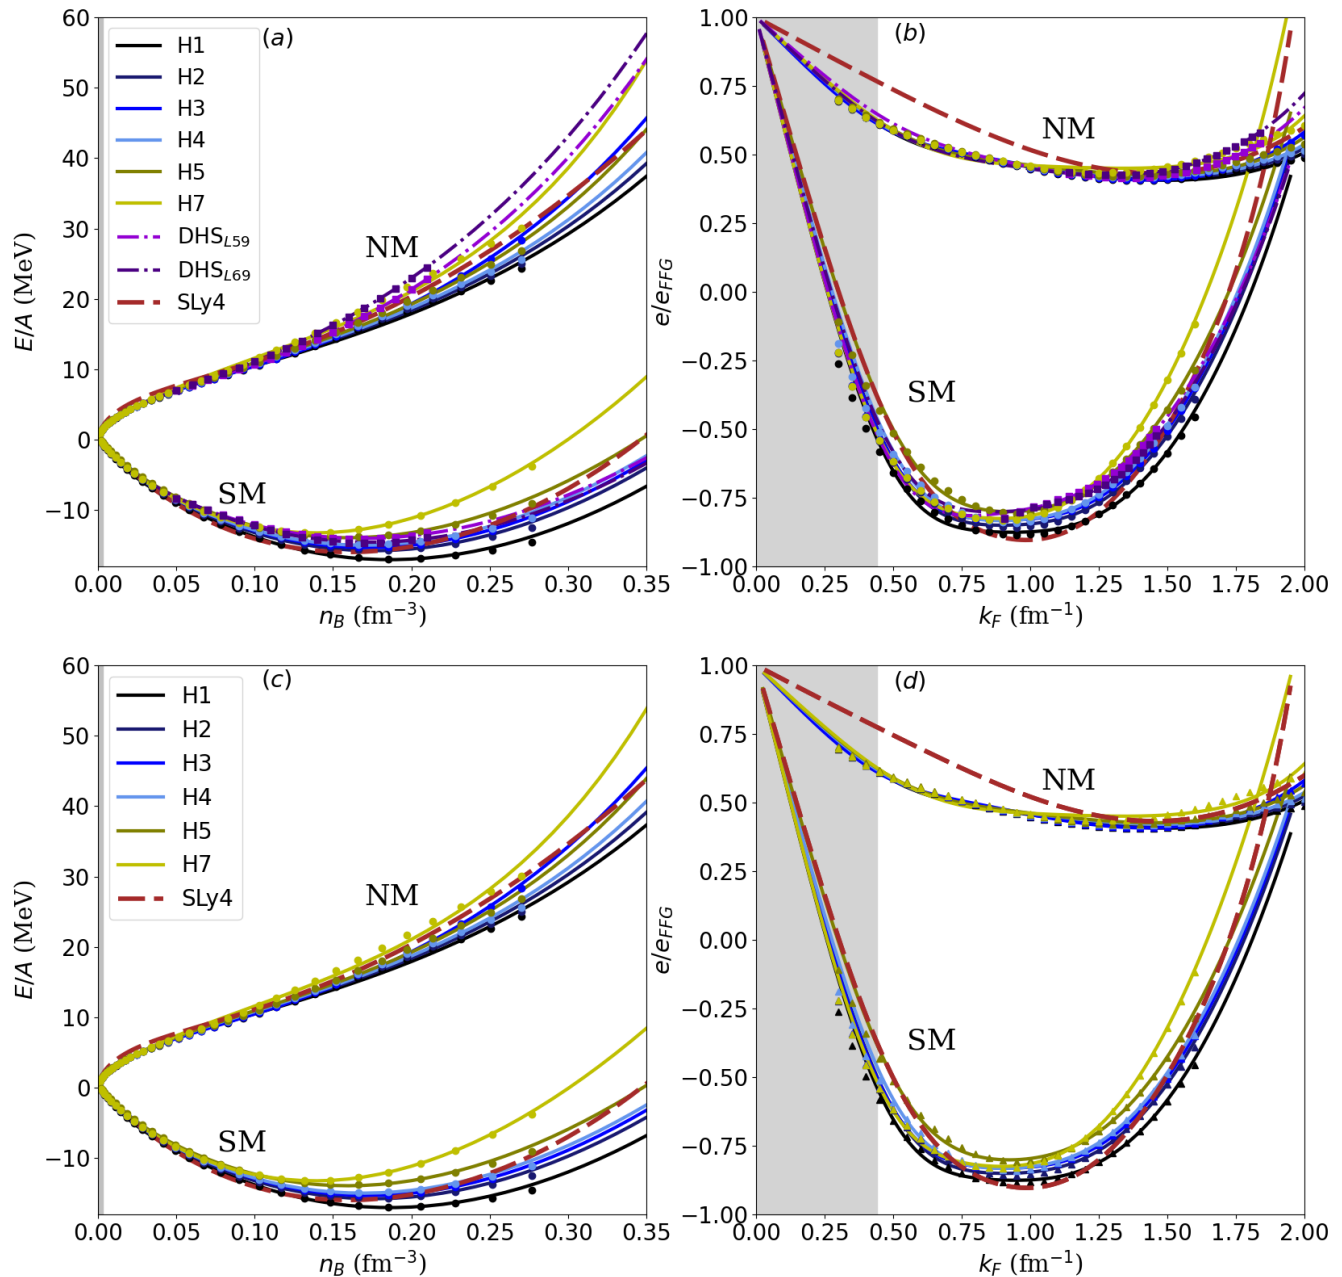 (a)
H1
H2
H3
H4
H5
H7
DHS_{L59}
DHS_{L69}
SLy4
NM
SM
60
50
40
30
20
10
0
−10
E/A (MeV)
0.00 0.05 0.10 0.15 0.20 0.25 0.30 0.35
n_B (fm^{−3})
(b)
NM
SM
1.00
0.75
0.50
0.25
0.00
−0.25
−0.50
−0.75
−1.00
e/e_{FFG}
0.00 0.25 0.50 0.75 1.00 1.25 1.50 1.75 2.00
k_F (fm^{−1})
(c)
H1
H2
H3
H4
H5
H7
SLy4
NM
SM
60
50
40
30
20
10
0
−10
E/A (MeV)
0.00 0.05 0.10 0.15 0.20 0.25 0.30 0.35
n_B (fm^{−3})
(d)
NM
SM
1.00
0.75
0.50
0.25
0.00
−0.25
−0.50
−0.75
−1.00
e/e_{FFG}
0.00 0.25 0.50 0.75 1.00 1.25 1.50 1.75 2.00
k_F (fm^{−1})